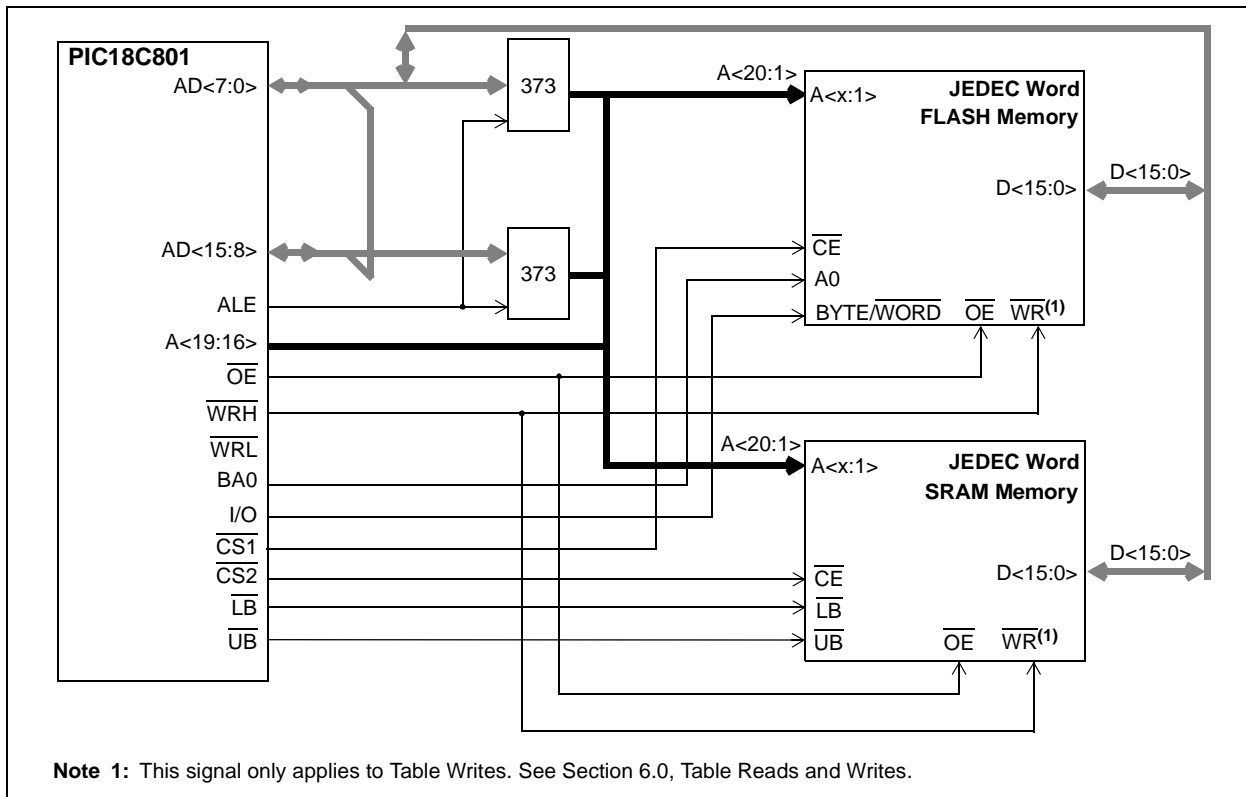 PIC18C801
AD<7:0>
AD<15:8>
ALE
A<19:16>
OE
WRH
WRL
BA0
I/O
CS1
CS2
LB
UB
373
373
A<20:1>
A<x:1>
JEDEC Word
FLASH Memory
D<15:0>
D<15:0>
CE
A0
BYTE/WORD OE WR(1)
A<20:1>
A<x:1>
JEDEC Word
SRAM Memory
D<15:0>
D<15:0>
CE
LB
UB OE WR(1)
Note 1: This signal only applies to Table Writes. See Section 6.0, Table Reads and Writes.